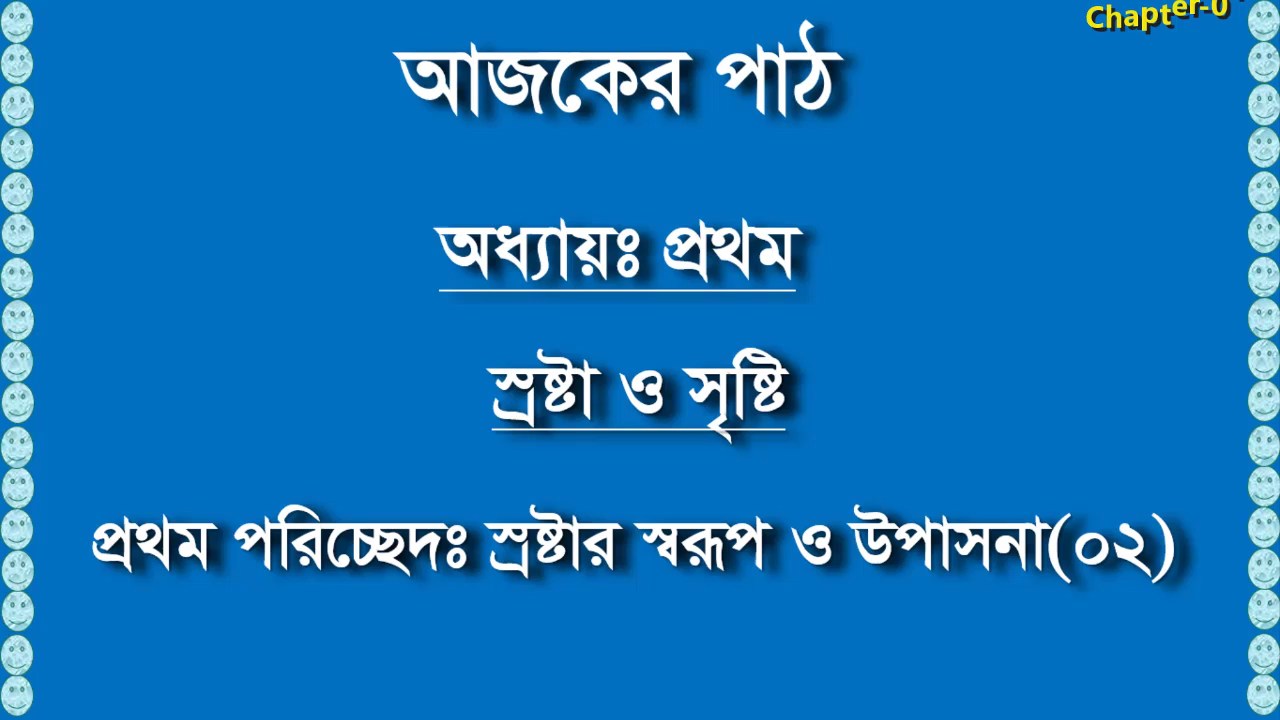 Chapter-0
আজকের পাঠ
অধ্যায়ঃ প্রথম
স্রষ্টা ও সৃষ্টি
প্রথম পরিচ্ছেদঃ স্রষ্টার স্বরূপ ও উপাসনা(০২)